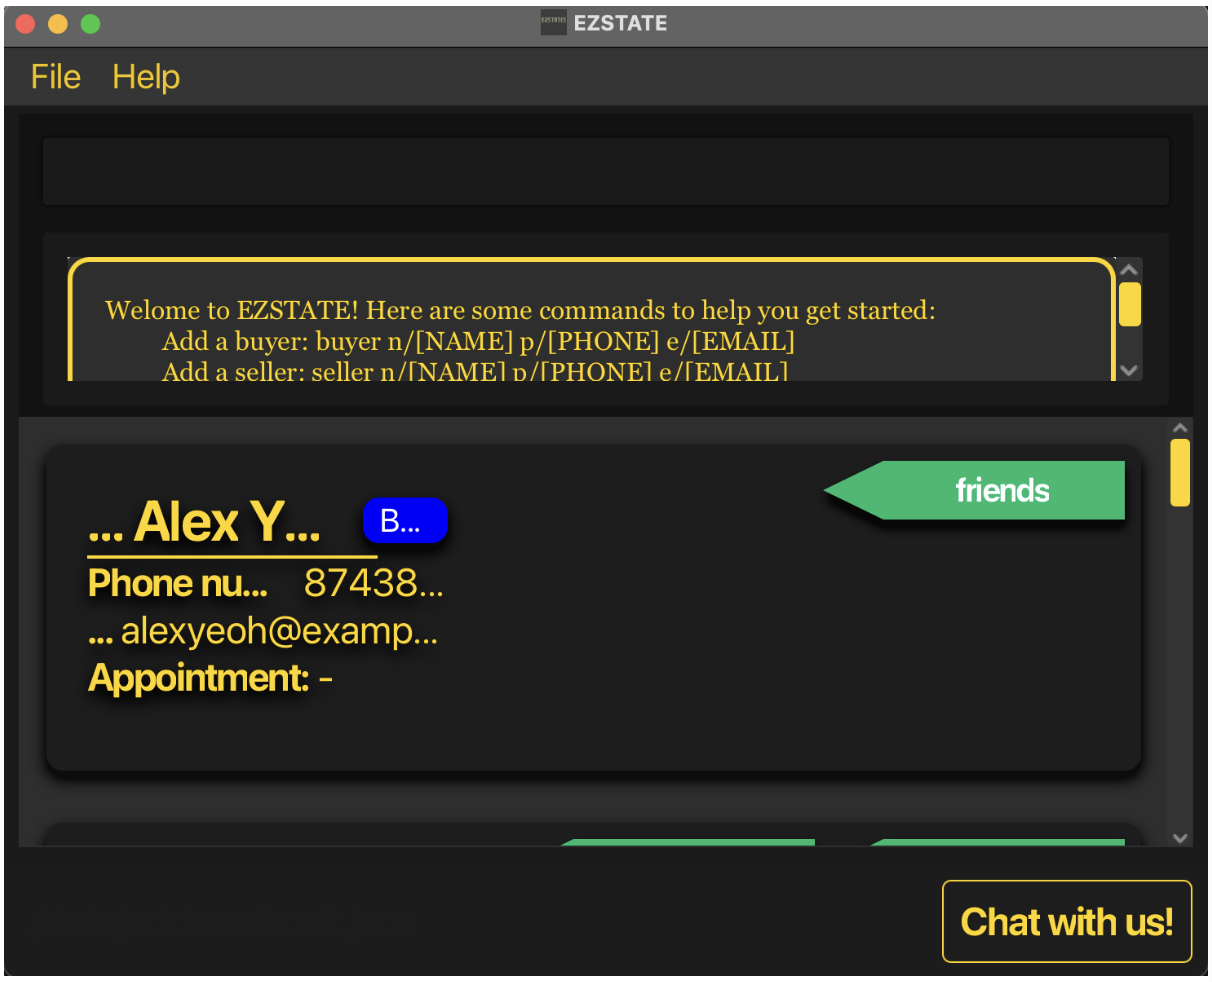 EZSTATES EZSTATE
File Help
Welome to EZSTATE! Here are some commands to help you get started:
Add a buyer: buyer n/[NAME] p/[PHONE] e/[EMAIL]
Add a seller: seller n/[NAME] p/[PHONE] e/[EMAIL]
friends
... Alex Y... B...
Phone nu... 87438...
... alexyeoh@examp...
Appointment: -
Chat with us!